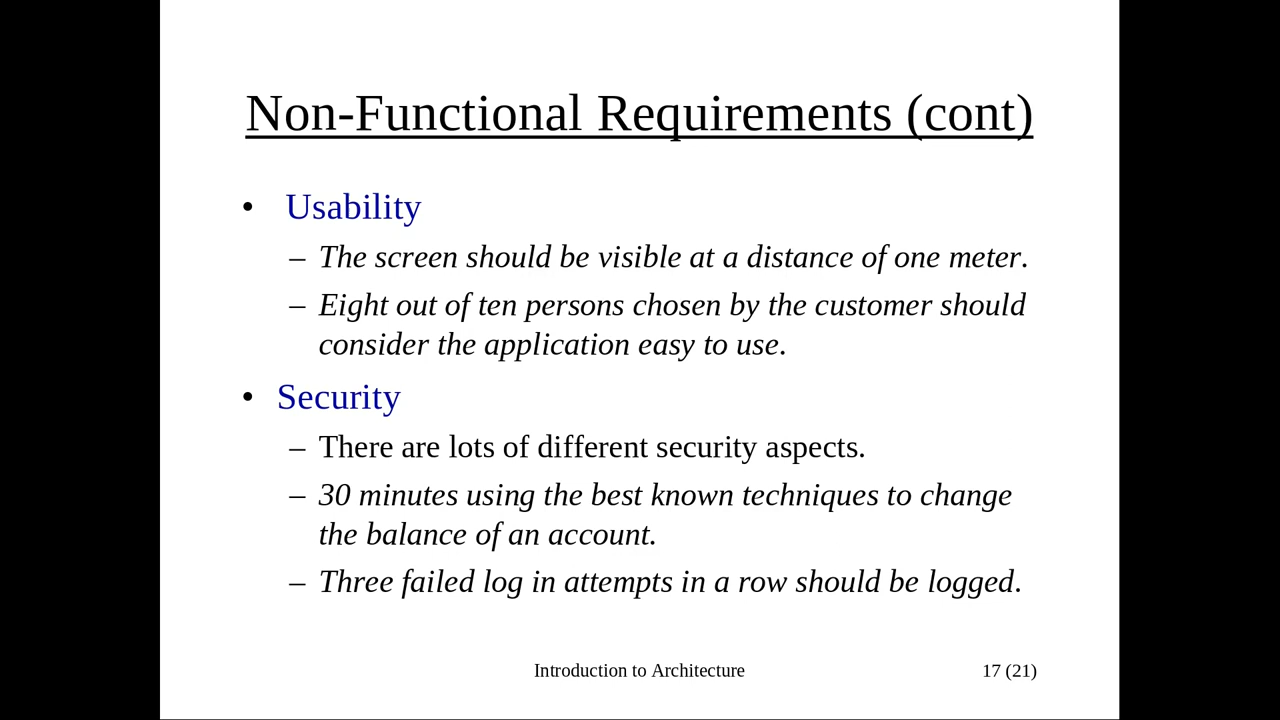 Non-Functional Requirements (cont)
• Usability
– The screen should be visible at a distance of one meter.
– Eight out of ten persons chosen by the customer should
consider the application easy to use.
• Security
– There are lots of different security aspects.
– 30 minutes using the best known techniques to change
the balance of an account.
– Three failed log in attempts in a row should be logged.
Introduction to Architecture
17 (21)